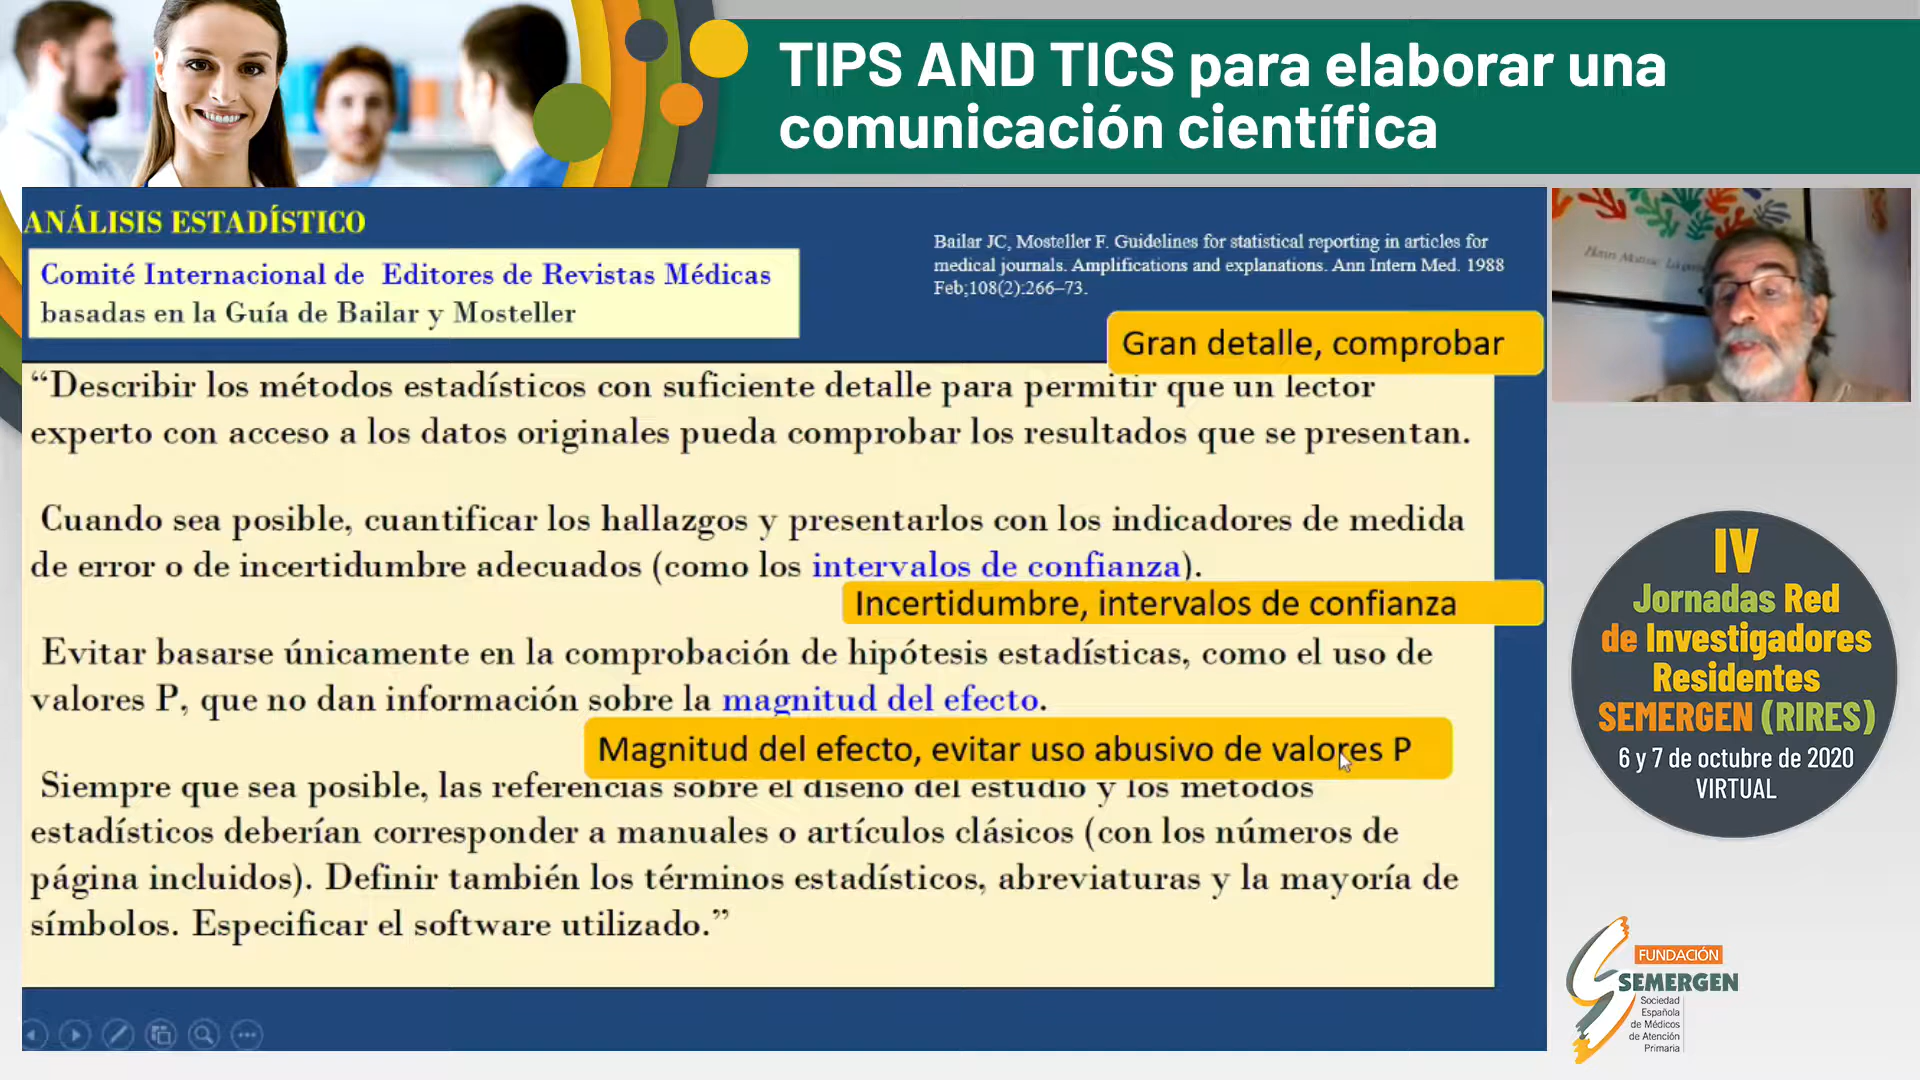 TIPS AND TICS para elaborar una
comunicación científica
ANÁLISIS ESTADÍSTICO
Comité Internacional de Editores de Revistas Médicas
basadas en la Guía de Bailar y Mosteller
Bailar JC, Mosteller F. Guidelines for statistical reporting in articles for
medical journals. Amplifications and explanations. Ann Intern Med. 1988
Feb;108(2):266–73.
Gran detalle, comprobar
“Describir los métodos estadísticos con suficiente detalle para permitir que un lector
experto con acceso a los datos originales pueda comprobar los resultados que se presentan.
Cuando sea posible, cuantificar los hallazgos y presentarlos con los indicadores de medida
de error o de incertidumbre adecuados (como los intervalos de confianza).
Incertidumbre, intervalos de confianza
Evitar basarse únicamente en la comprobación de hipótesis estadísticas, como el uso de
valores P, que no dan información sobre la magnitud del efecto.
Magnitud del efecto, evitar uso abusivo de valores P
Siempre que sea posible, las referencias sobre el diseño del estudio y los métodos
estadísticos deberían corresponder a manuales o artículos clásicos (con los números de
página incluidos). Definir también los términos estadísticos, abreviaturas y la mayoría de
símbolos. Especificar el software utilizado.”
IV
Jornadas Red
de Investigadores
Residentes
SEMERGEN (RIRES)
6 y 7 de octubre de 2020
VIRTUAL
FUNDACIÓN
SEMERGEN
Sociedad
Española
de Médicos
de Atención
Primaria